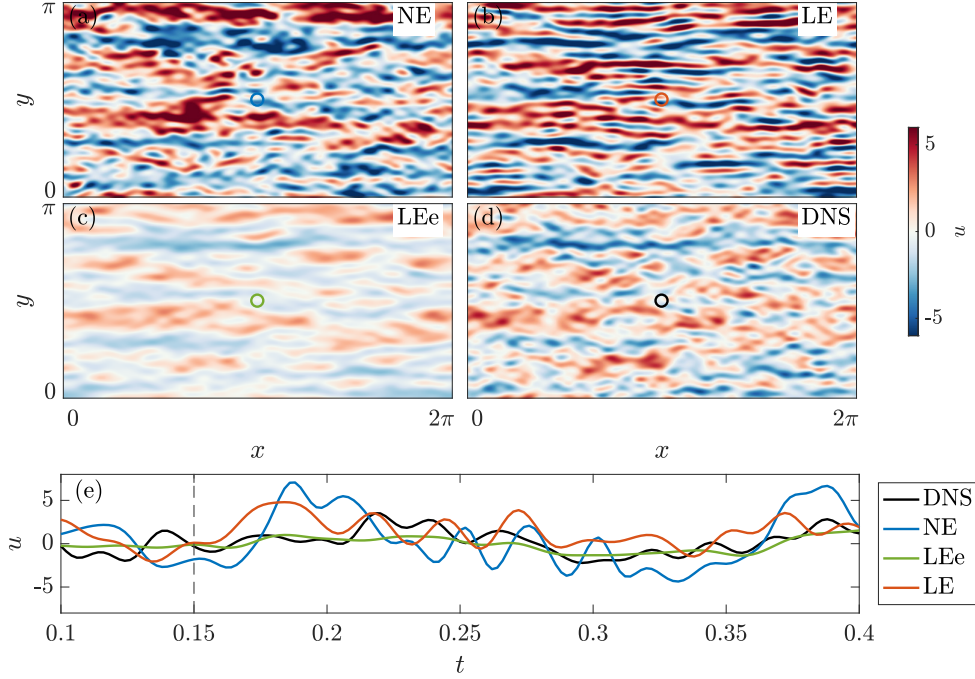 (a) NE
π
y
0
(b) LE
(c) LEe
π
y
0
0
2π
x
(d) DNS
0
2π
x
5
0
-5
u
(e)
5
0
-5
u
0.1 0.15 0.2 0.25 0.3 0.35 0.4
t
DNS
NE
LEe
LE